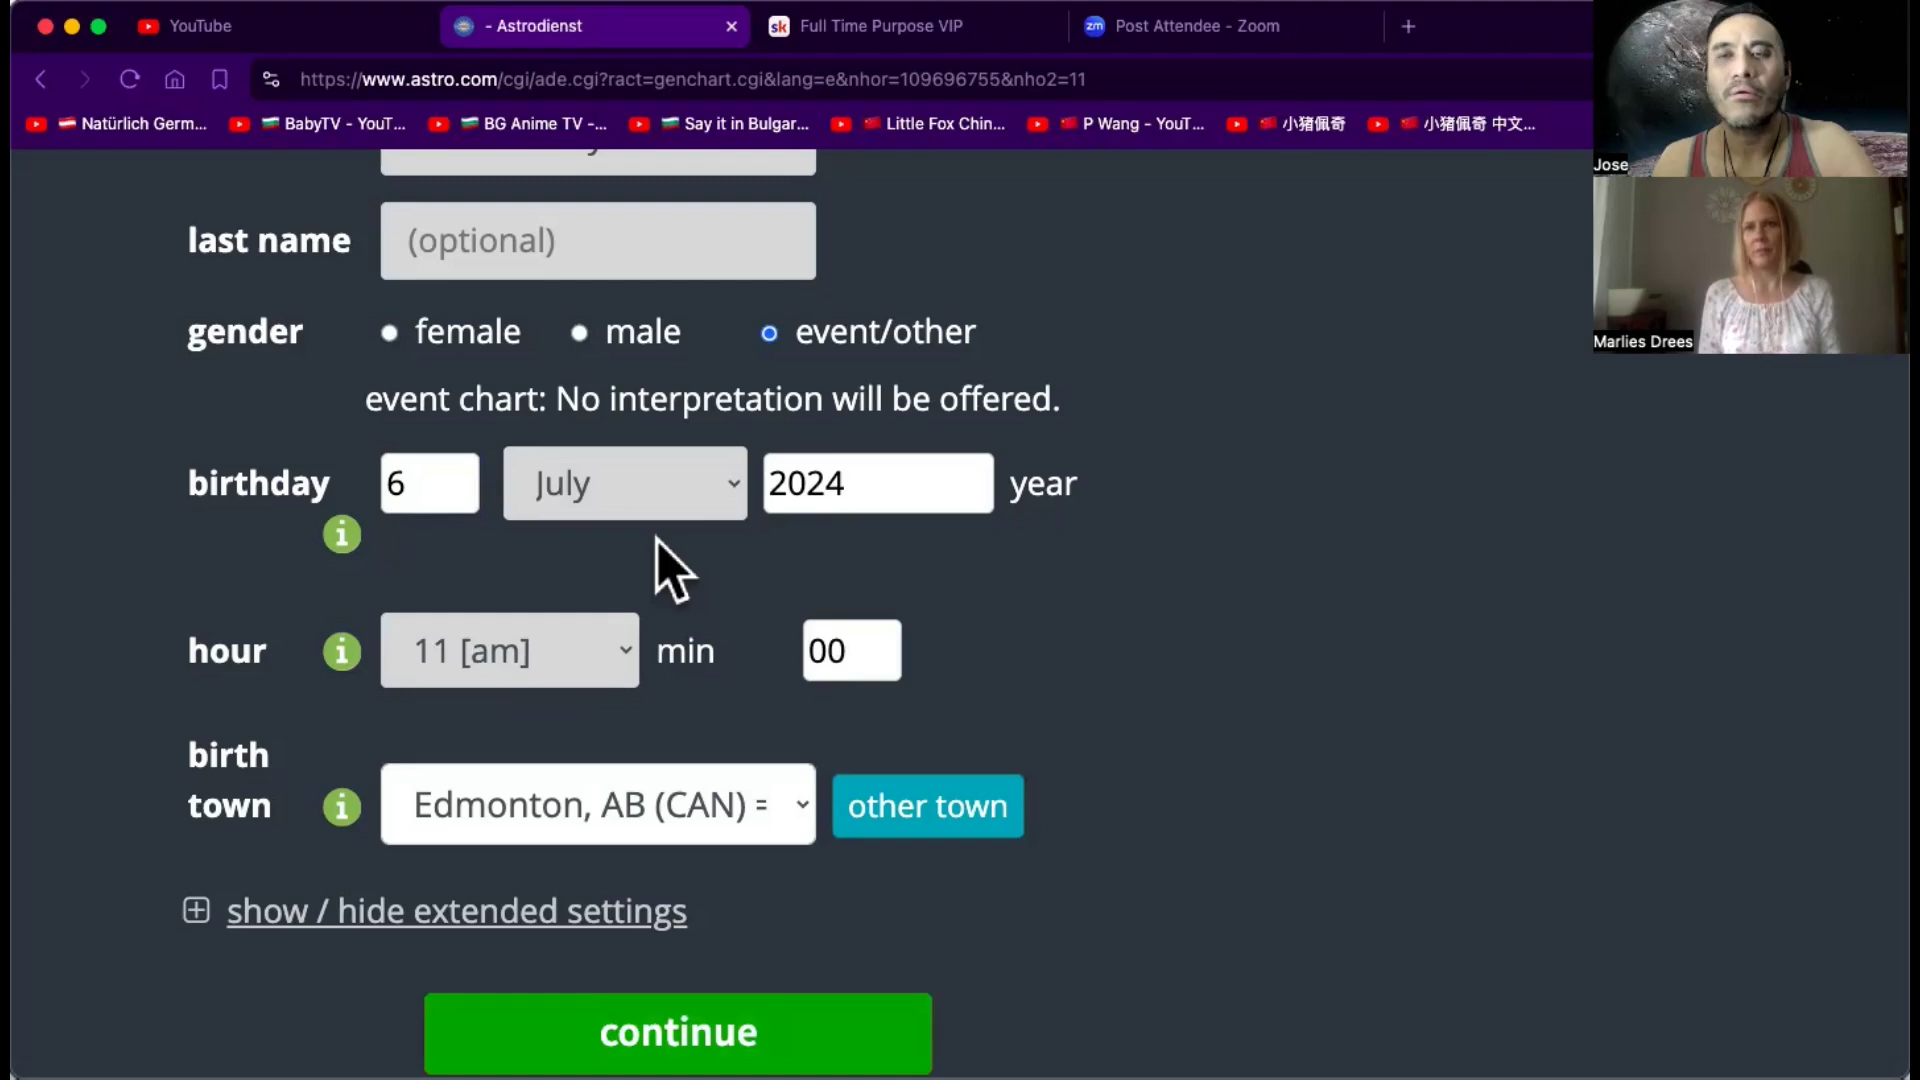 YouTube
- Astrodienst
Full Time Purpose VIP
Post Attendee - Zoom
https://www.astro.com/cgi/ade.cgi?ract=genchart.cgi&lang=e&nhor=109696755&nho2=11
Natürlich Germ...
BabyTV - YouT...
BG Anime TV -...
Say it in Bulgar...
Little Fox Chin...
P Wang - YouT...
小猪佩奇
小猪佩奇 中文...
Jose
Marlies Drees
last name (optional)
gender female male event/other
event chart: No interpretation will be offered.
birthday 6 July 2024 year
hour 11 [am] min 00
birth
town Edmonton, AB (CAN) = other town
show / hide extended settings
continue